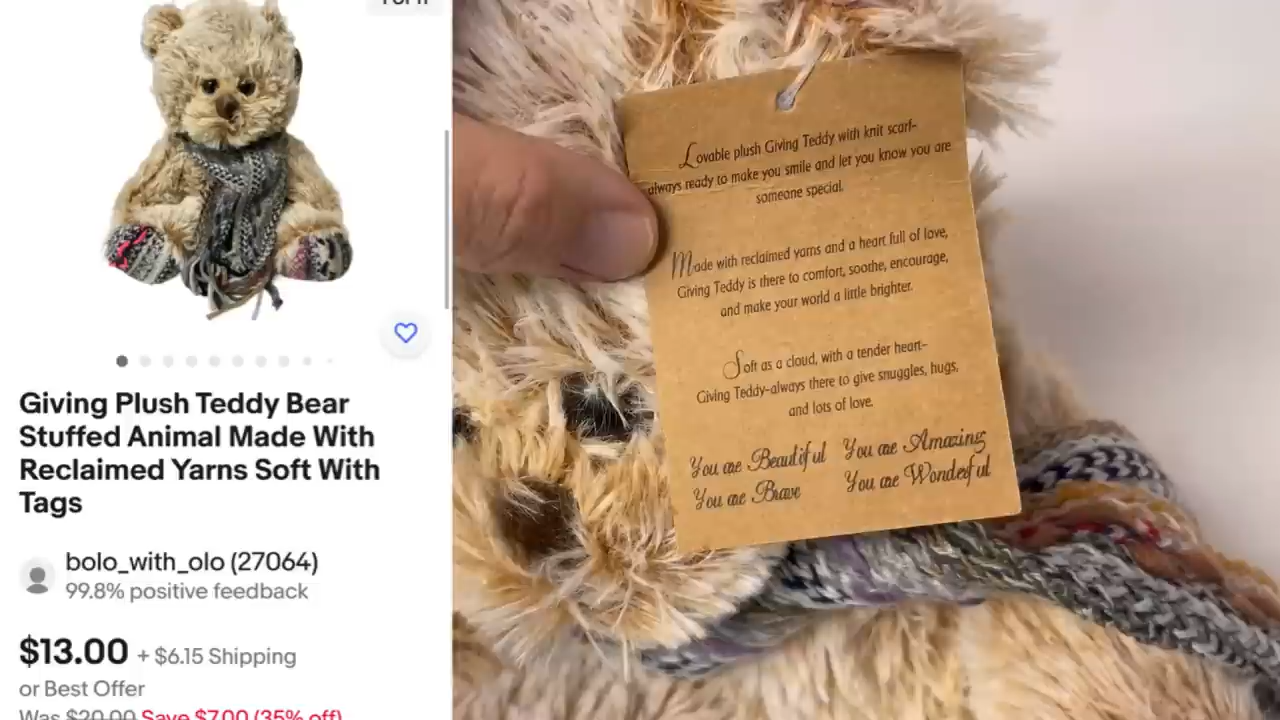 Giving Plush Teddy Bear
Stuffed Animal Made With
Reclaimed Yarns Soft With
Tags
bolo_with_olo (27064)
99.8% positive feedback
$13.00 + $6.15 Shipping
or Best Offer
Was $20.00 Save $7.00 (35% off)
Lovable plush Giving Teddy with knit scarf-
always ready to make you smile and let you know you are
someone special.
Made with reclaimed yarns and a heart full of love,
Giving Teddy is there to comfort, soothe, encourage,
and make your world a little brighter.
Soft as a cloud, with a tender heart-
Giving Teddy-always there to give snuggles, hugs,
and lots of love.
You are Beautiful You are Amazing
You are Brave You are Wonderful